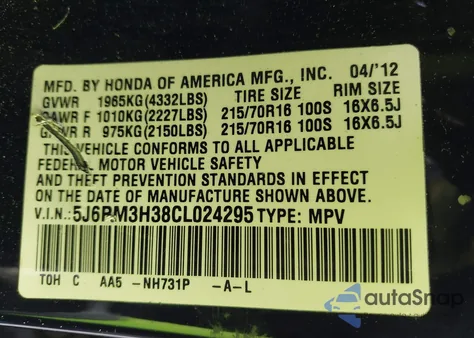 MFD. BY HONDA OF AMERICA MFG., INC. 04/'12
GVWR 1965KG(4332LBS) TIRE SIZE RIM SIZE
GAWR F 1010KG(2227LBS) 215/70R16 100S 16X6.5J
GVWR R 975KG(2150LBS) 215/70R16 100S 16X6.5J
THIS VEHICLE CONFORMS TO ALL APPLICABLE
FEDERAL MOTOR VEHICLE SAFETY
AND THEFT PREVENTION STANDARDS IN EFFECT
ON THE DATE OF MANUFACTURE SHOWN ABOVE.
V.I.N.: 5J6RM3H38CL024295 TYPE: MPV
TOH C AA5 -NH731P -A-L
autoSnap